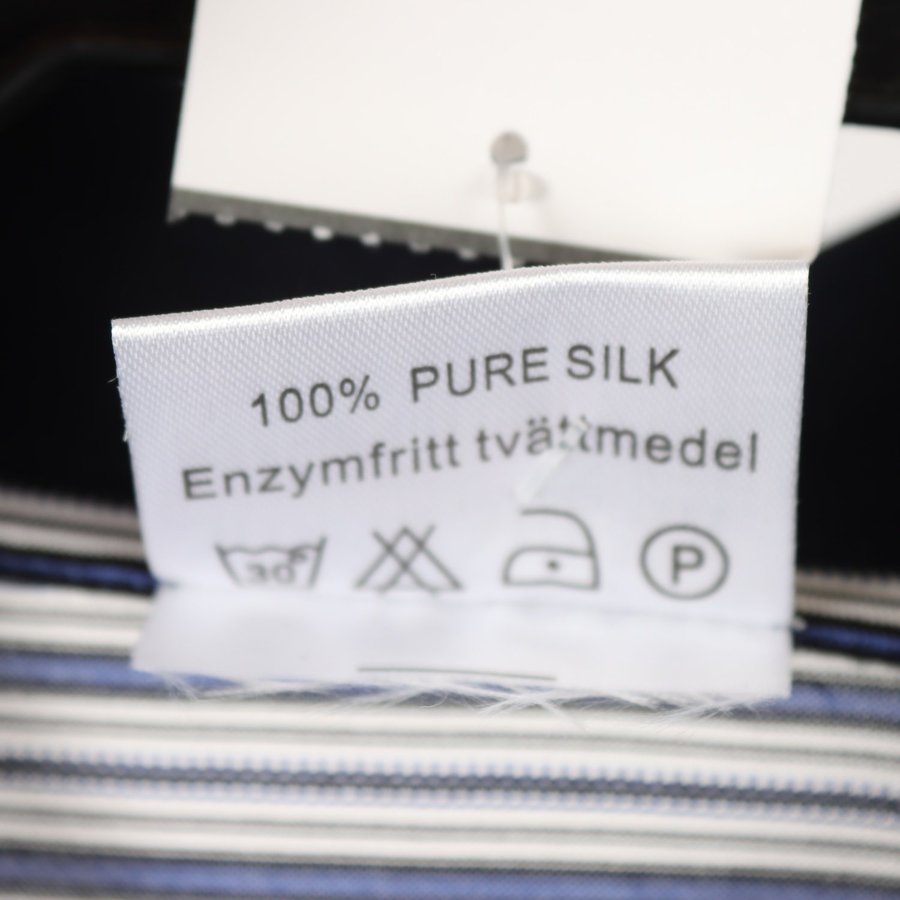 100% PURE SILK
Enzymfritt tvättmedel
30° P